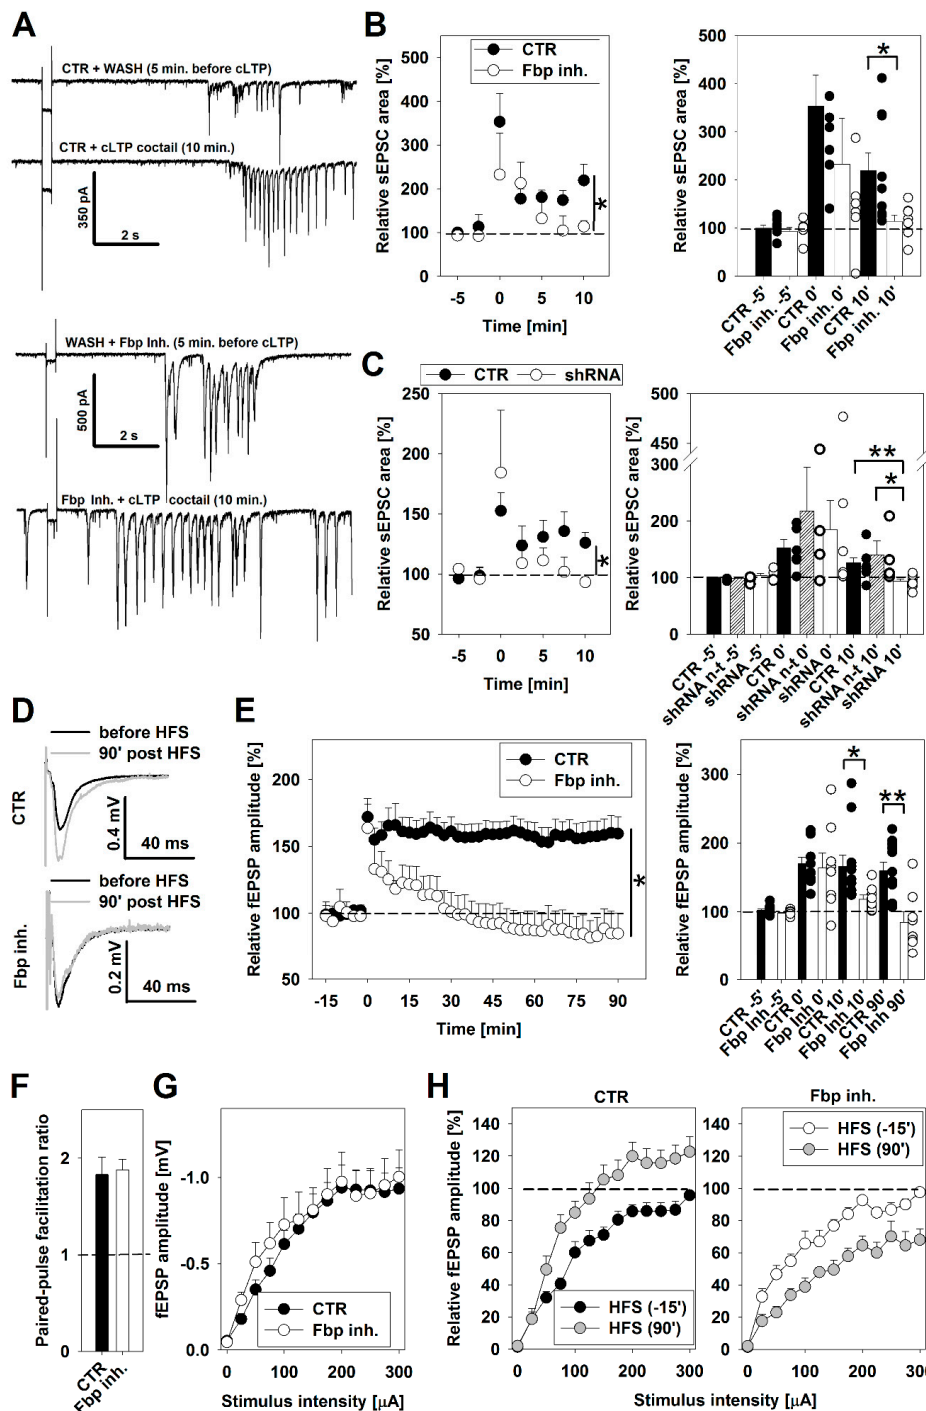 A
CTR + WASH (5 min. before cLTP)
CTR + cLTP coctail (10 min.)
350 pA
2 s
WASH + Fbp Inh. (5 min. before cLTP)
500 pA
2 s
Fbp Inh. + cLTP coctail (10 min.)
B
Relative sEPSC area [%]
500
400
300
200
100
0
CTR
Fbp inh.
*
-5 0 5 10
Time [min]
Relative sEPSC area [%]
500
400
300
200
100
0
*
CTR -5'
Fbp inh. -5'
CTR 0'
Fbp inh. 0'
CTR 10'
Fbp inh. 10'
C
CTR shRNA
Relative sEPSC area [%]
250
200
150
100
50
*
-5 0 5 10
Time [min]
Relative sEPSC area [%]
500
450
300
200
100
0
**
*
CTR -5'
shRNA n-t -5'
shRNA -5'
CTR 0'
shRNA n-t 0'
shRNA 0'
CTR 10'
shRNA n-t 10'
shRNA 10'
D
before HFS
90' post HFS
CTR
0.4 mV
40 ms
before HFS
90' post HFS
Fbp inh.
0.2 mV
40 ms
E
Relative fEPSP amplitude [%]
200
150
100
50
CTR
Fbp inh.
*
-15 0 15 30 45 60 75 90
Time [min]
Relative fEPSP amplitude [%]
300
200
100
0
*
**
CTR -5'
Fbp Inh -5'
CTR 0'
Fbp Inh 0'
CTR 10'
Fbp Inh 10'
CTR 90'
Fbp Inh 90'
F
Paired-pulse facilitation ratio
2
1
0
CTR
Fbp inh.
G
fEPSP amplitude [mV]
-1.0
-0.5
0.0
CTR
Fbp inh.
0 100 200 300
Stimulus intensity [µA]
H
CTR
Relative fEPSP amplitude [%]
140
120
100
80
60
40
20
0
HFS (-15')
HFS (90')
0 100 200 300
Fbp inh.
140
120
100
80
60
40
20
0
HFS (-15')
HFS (90')
0 100 200 300
Stimulus intensity [µA]